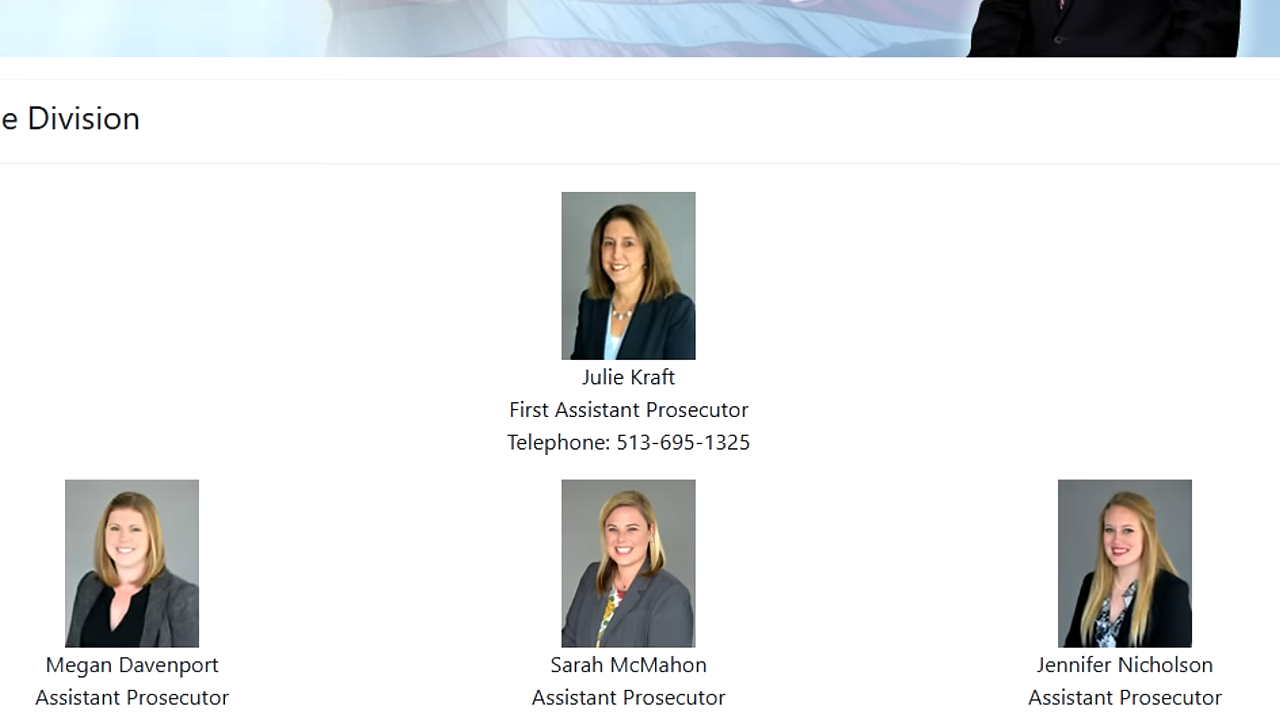 e Division
Julie Kraft
First Assistant Prosecutor
Telephone: 513-695-1325
Megan Davenport
Sarah McMahon
Jennifer Nicholson
Assistant Prosecutor
Assistant Prosecutor
Assistant Prosecutor